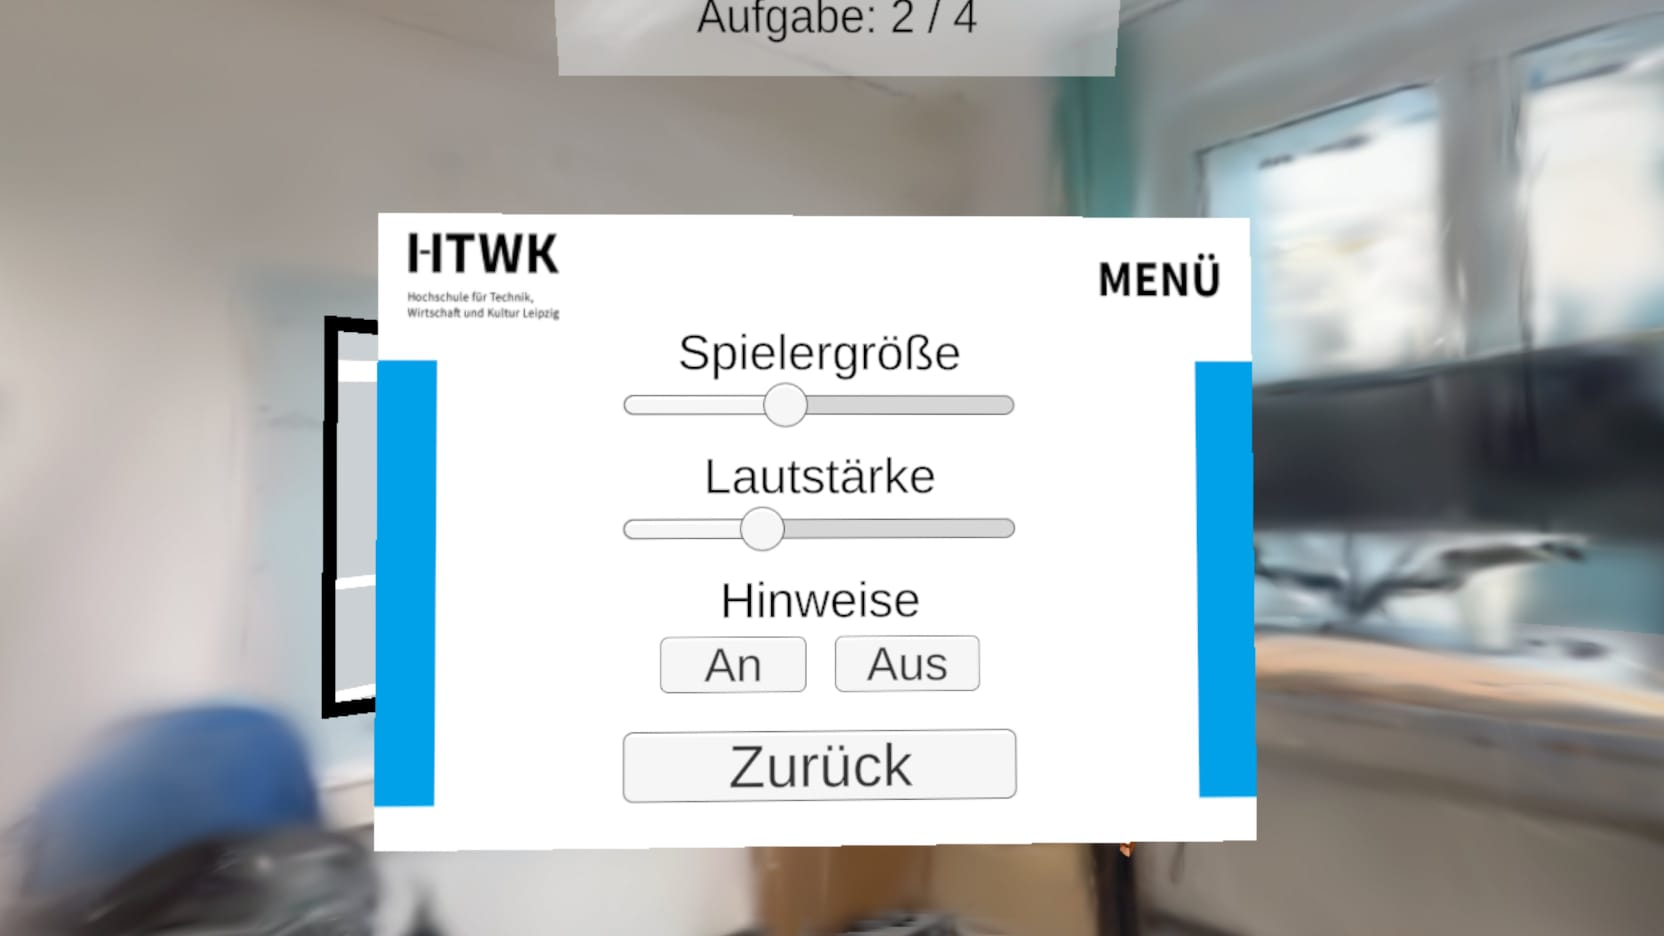 Aufgabe: 2 / 4
HTWK
Hochschule für Technik,
Wirtschaft und Kultur Leipzig
MENÜ
Spielergröße
Lautstärke
Hinweise
An
Aus
Zurück